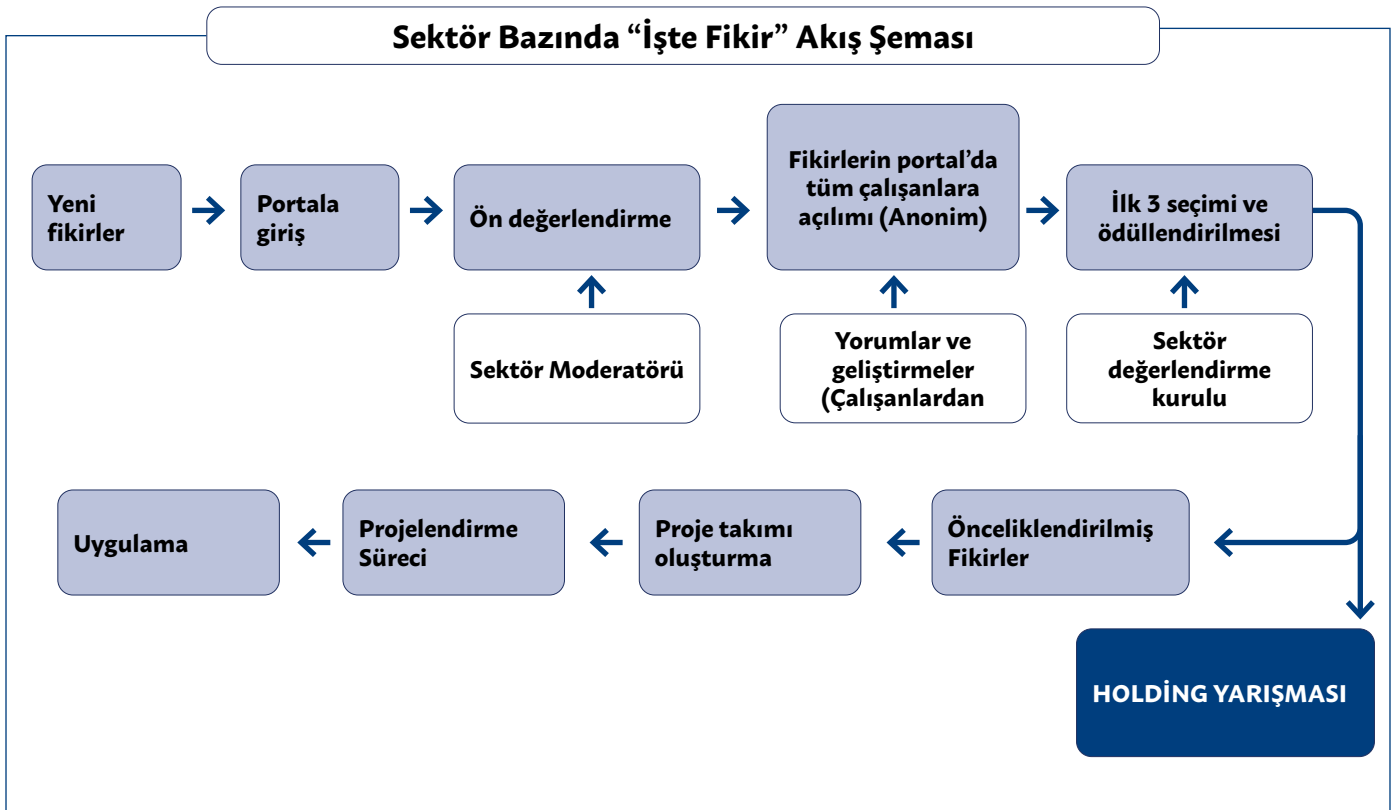 Sektör Bazında “İşte Fikir” Akış Şeması
Yeni
fikirler
Portala
giriş
Ön değerlendirme
Fikirlerin portal’da
tüm çalışanlara
açılımı (Anonim)
İlk 3 seçimi ve
ödüllendirilmesi
Sektör Moderatörü
Yorumlar ve
geliştirmeler
(Çalışanlardan
Sektör
değerlendirme
kurulu
Uygulama
Projelendirme
Süreci
Proje takımı
oluşturma
Önceliklendirilmiş
Fikirler
HOLDİNG YARIŞMASI